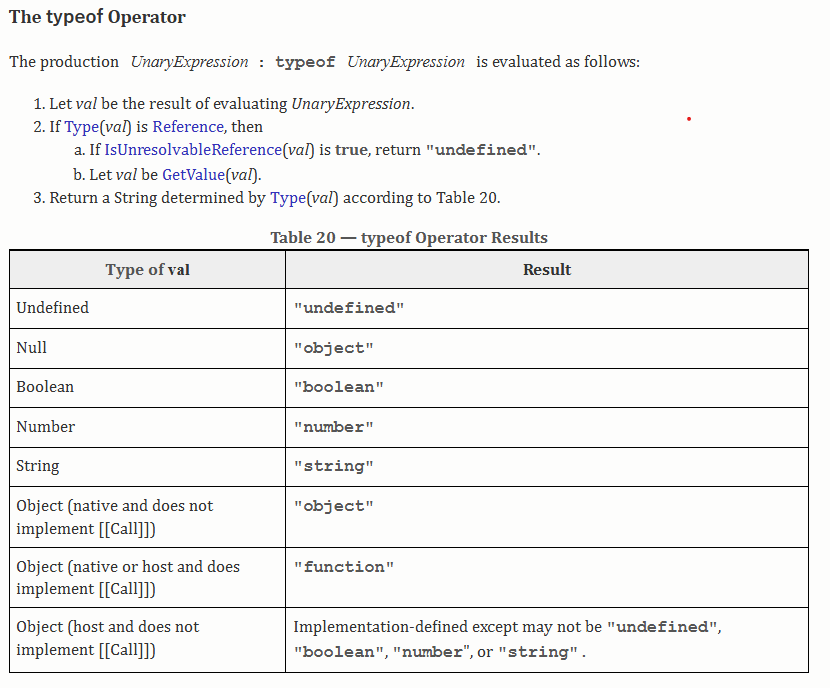 The typeof Operator
The production UnaryExpression : typeof UnaryExpression is evaluated as follows:
1. Let val be the result of evaluating UnaryExpression.
2. If Type(val) is Reference, then
a. If IsUnresolvableReference(val) is true, return "undefined".
b. Let val be GetValue(val).
3. Return a String determined by Type(val) according to Table 20.
Table 20 — typeof Operator Results
Type of val Result
Undefined "undefined"
Null "object"
Boolean "boolean"
Number "number"
String "string"
Object (native and does not "object"
implement [[Call]])
Object (native or host and does "function"
implement [[Call]])
Object (host and does not Implementation-defined except may not be "undefined",
implement [[Call]]) "boolean", "number", or "string".